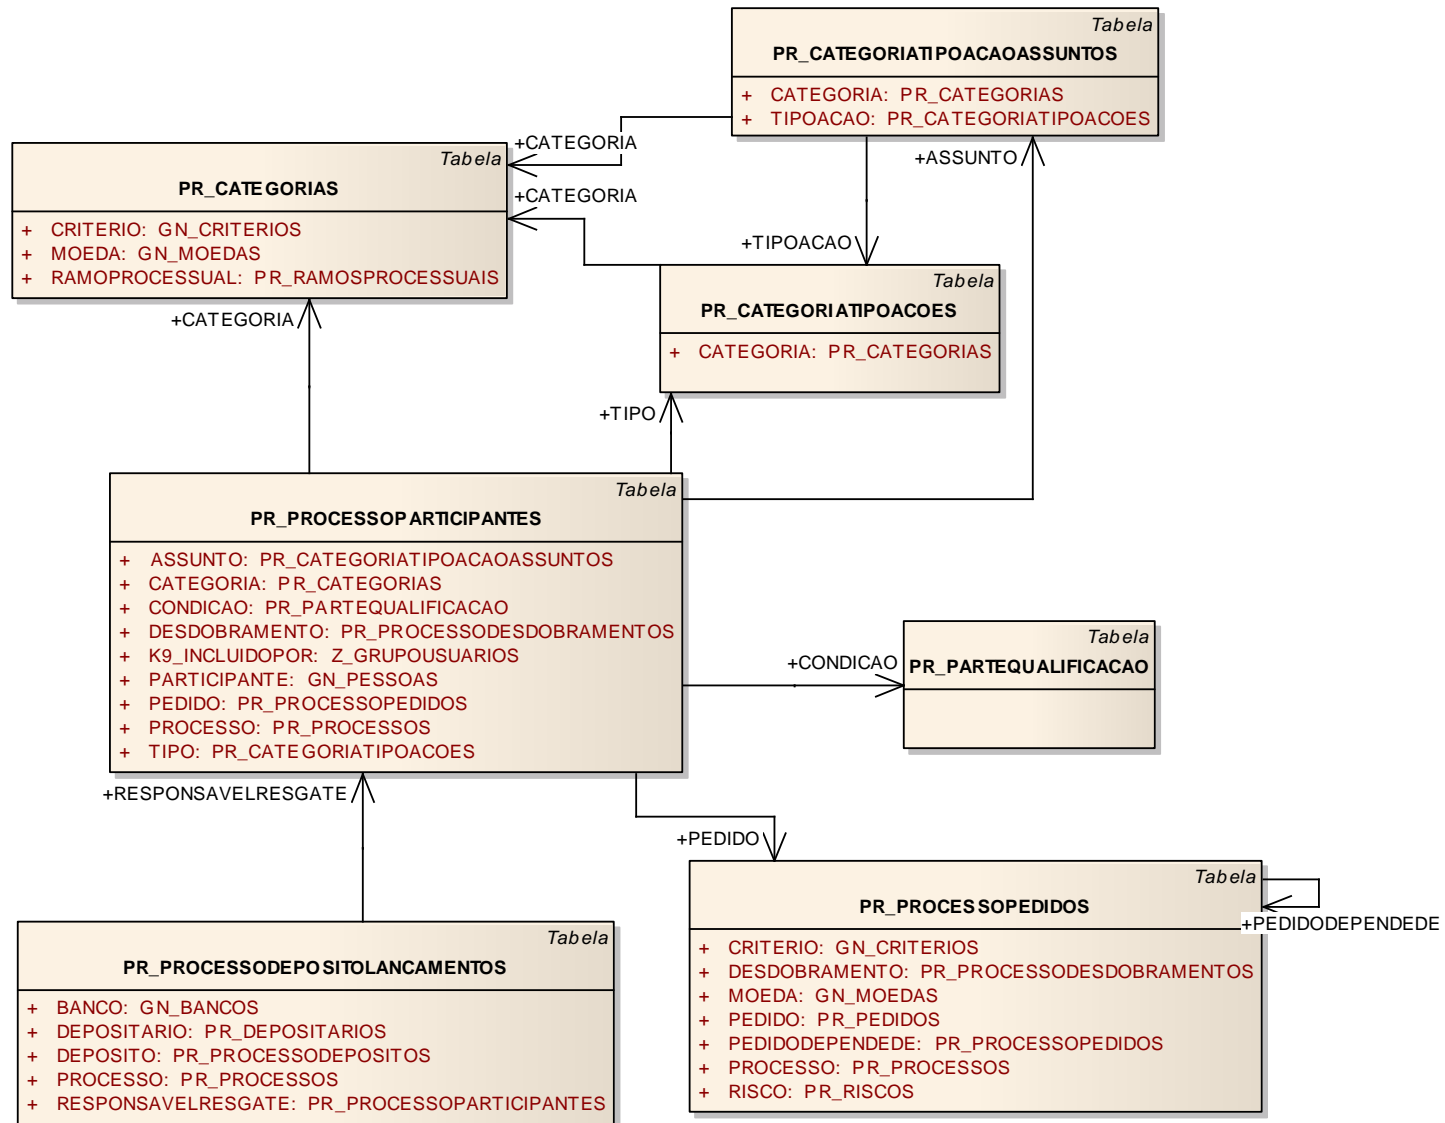 Tabela
PR_CATEGORIATIPOACAOASSUNTOS
+ CATEGORIA: PR_CATEGORIAS
+ TIPOACAO: PR_CATEGORIATIPOACOES
+CATEGORIA
+ASSUNTO
Tabela
PR_CATEGORIAS
+ CRITERIO: GN_CRITERIOS
+ MOEDA: GN_MOEDAS
+ RAMOPROCESSUAL: PR_RAMOSPROCESSUAIS
+CATEGORIA
+TIPOACAO
Tabela
PR_CATEGORIATIPOACOES
+ CATEGORIA: PR_CATEGORIAS
+CATEGORIA
+TIPO
Tabela
PR_PROCESSOPARTICIPANTES
+ ASSUNTO: PR_CATEGORIATIPOACAOASSUNTOS
+ CATEGORIA: PR_CATEGORIAS
+ CONDICAO: PR_PARTEQUALIFICACAO
+ DESDOBRAMENTO: PR_PROCESSODESDOBRAMENTOS
+ K9_INCLUIDOPOR: Z_GRUPOUSUARIOS
+ PARTICIPANTE: GN_PESSOAS
+ PEDIDO: PR_PROCESSOPEDIDOS
+ PROCESSO: PR_PROCESSOS
+ TIPO: PR_CATEGORIATIPOACOES
+CONDICAO
Tabela
PR_PARTEQUALIFICACAO
+RESPONSAVELRESGATE
+PEDIDO
Tabela
PR_PROCESSOPEDIDOS
+ CRITERIO: GN_CRITERIOS
+ DESDOBRAMENTO: PR_PROCESSODESDOBRAMENTOS
+ MOEDA: GN_MOEDAS
+ PEDIDO: PR_PEDIDOS
+ PEDIDODEPENDEDE: PR_PROCESSOPEDIDOS
+ PROCESSO: PR_PROCESSOS
+ RISCO: PR_RISCOS
+PEDIDODEPENDEDE
Tabela
PR_PROCESSODEPOSITOLANCAMENTOS
+ BANCO: GN_BANCOS
+ DEPOSITARIO: PR_DEPOSITARIOS
+ DEPOSITO: PR_PROCESSODEPOSITOS
+ PROCESSO: PR_PROCESSOS
+ RESPONSAVELRESGATE: PR_PROCESSOPARTICIPANTES